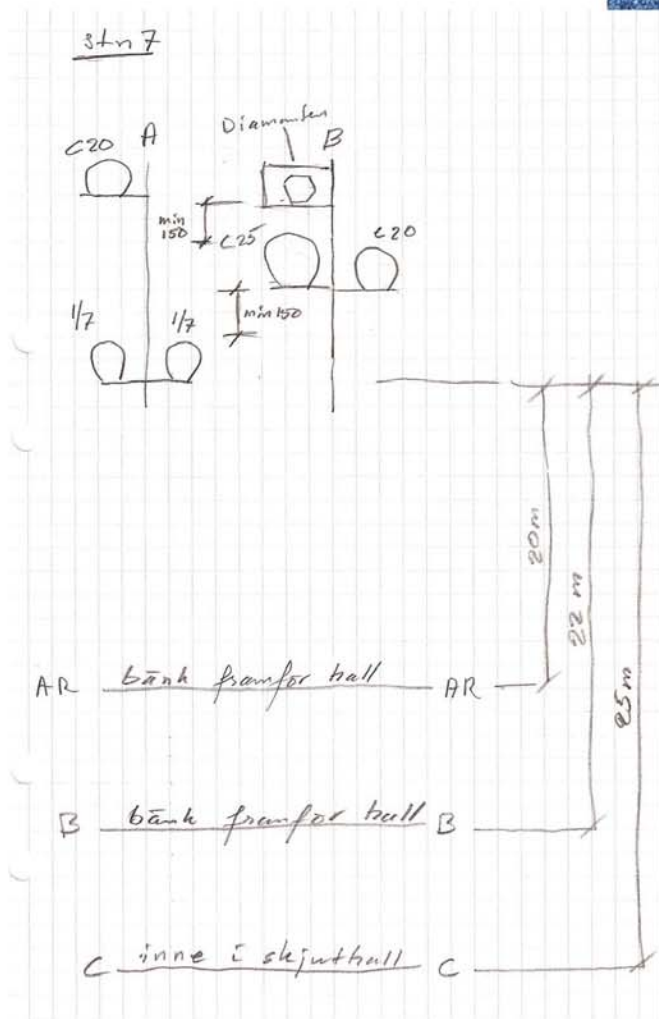 stn 7
Diamanten
C20 A B
min
150
C25 C20
1/7 1/7 min 150
20m
22 m
25m
AR bänk framför hall AR
B bänk framför hall B
C inne i skjuthall C